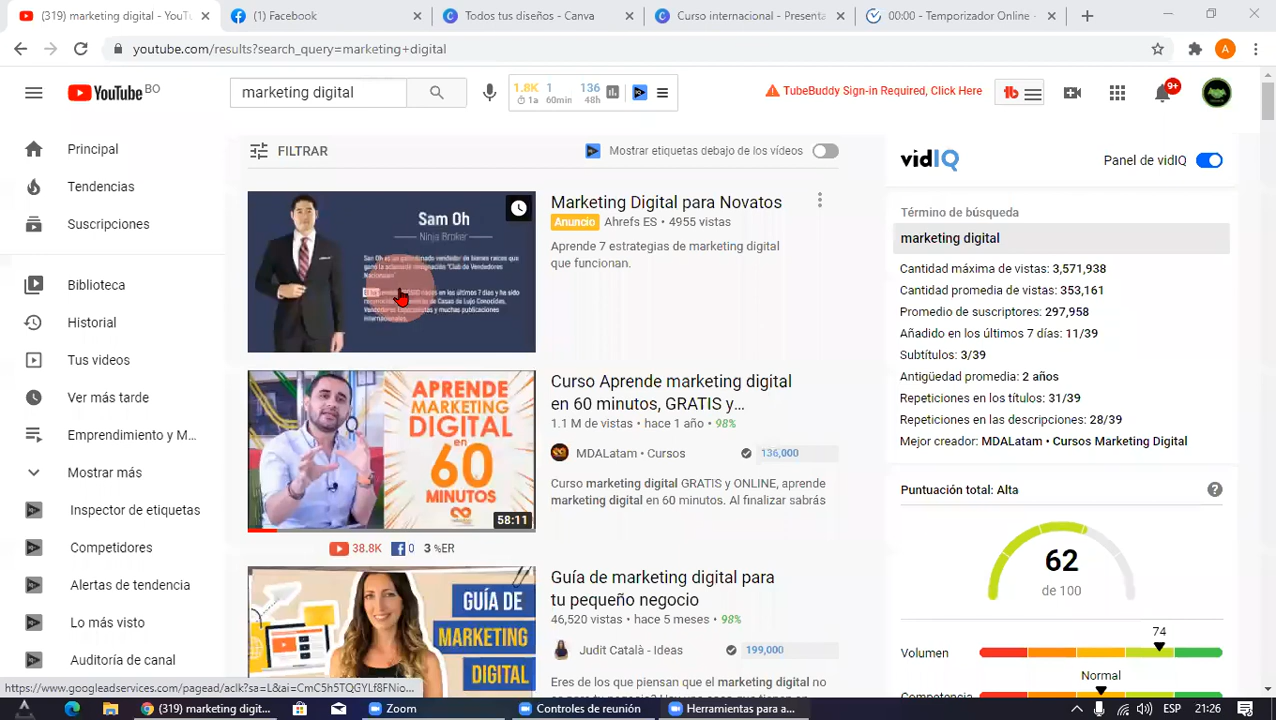 (319) marketing digital - YouTu
(1) Facebook
Todos tus diseños - Canva
Curso internacional - Presenta
00:00 - Temporizador Online -
youtube.com/results?search_query=marketing+digital
A
YouTube BO
marketing digital
1.8K 1 136
1a 60min 48h
TubeBuddy Sign-in Required, Click Here
tb
9+
Principal
Tendencias
Suscripciones
Biblioteca
Historial
Tus videos
Ver más tarde
Emprendimiento y M...
Mostrar más
Inspector de etiquetas
Competidores
Alertas de tendencia
Lo más visto
Auditoría de canal
FILTRAR
Mostrar etiquetas debajo de los vídeos
Sam Oh
Ninja Broker
Marketing Digital para Novatos
Anuncio Ahrefs ES • 4955 vistas
Aprende 7 estrategias de marketing digital
que funcionan.
APRENDE
MARKETING
DIGITAL
en
60
MINUTOS
58:11
38.8K 0 3 %ER
Curso Aprende marketing digital
en 60 minutos, GRATIS y...
1.1 M de vistas • hace 1 año • 98%
MDALatam • Cursos 136,000
Curso marketing digital GRATIS y ONLINE, aprende
marketing digital en 60 minutos. Al finalizar sabrás
GUÍA DE
MARKETING
DIGITAL
Guía de marketing digital para
tu pequeño negocio
46,520 vistas • hace 5 meses • 98%
Judit Català - Ideas 199,000
Eres de los que piensan que el marketing digital no
vidIQ
Panel de vidIQ
Término de búsqueda
marketing digital
Cantidad máxima de vistas: 3,571,938
Cantidad promedia de vistas: 353,161
Promedio de suscriptores: 297,958
Añadido en los últimos 7 días: 11/39
Subtítulos: 3/39
Antigüedad promedia: 2 años
Repeticiones en los títulos: 31/39
Repeticiones en las descripciones: 28/39
Mejor creador: MDALatam • Cursos Marketing Digital
Puntuación total: Alta
62
de 100
74
Volumen
Normal
https://www.googleadservices.com/pagead/aclk?sa=L&ai=CmC5h5TQGYLf8FNio...
(319) marketing digit...
Zoom
Controles de reunión
Herramientas para a...
ESP
21:26